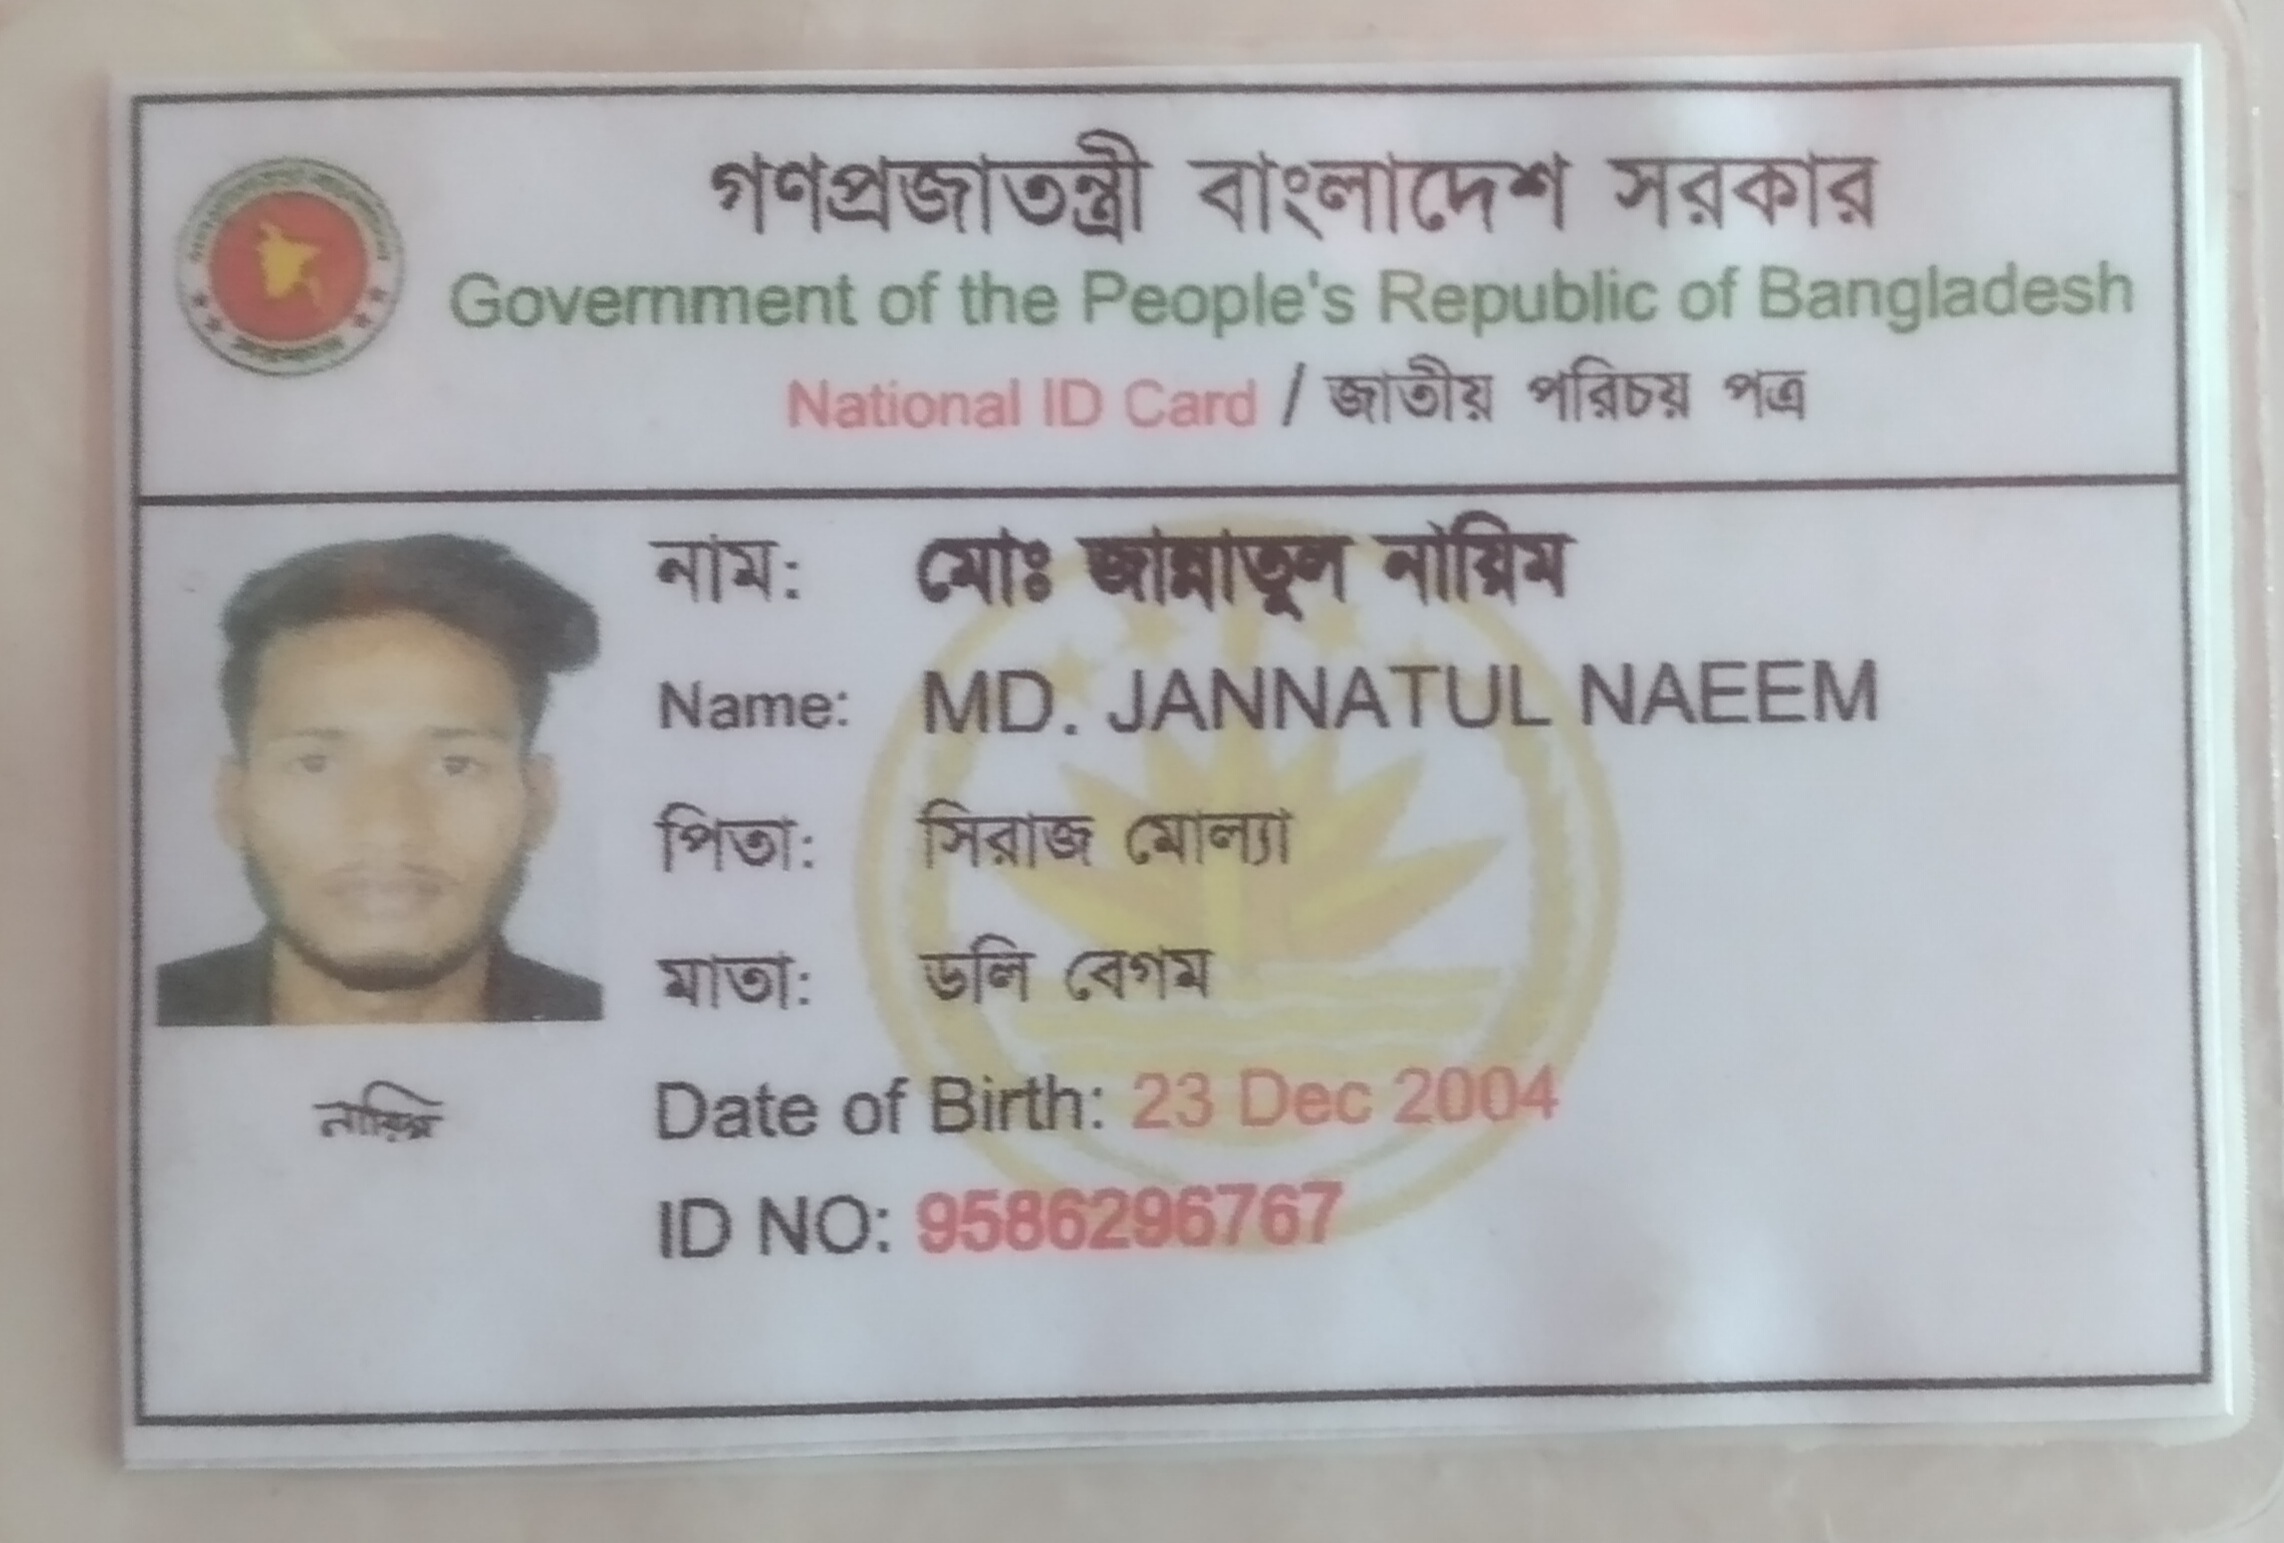 গণপ্রজাতন্ত্রী বাংলাদেশ সরকার
Government of the People's Republic of Bangladesh
National ID Card / জাতীয় পরিচয় পত্র
নাম: মোঃ জান্নাতুল নায়িম
Name: MD. JANNATUL NAEEM
পিতা: সিরাজ মোল্যা
মাতা: ডলি বেগম
Date of Birth: 23 Dec 2004
ID NO: 9586296767